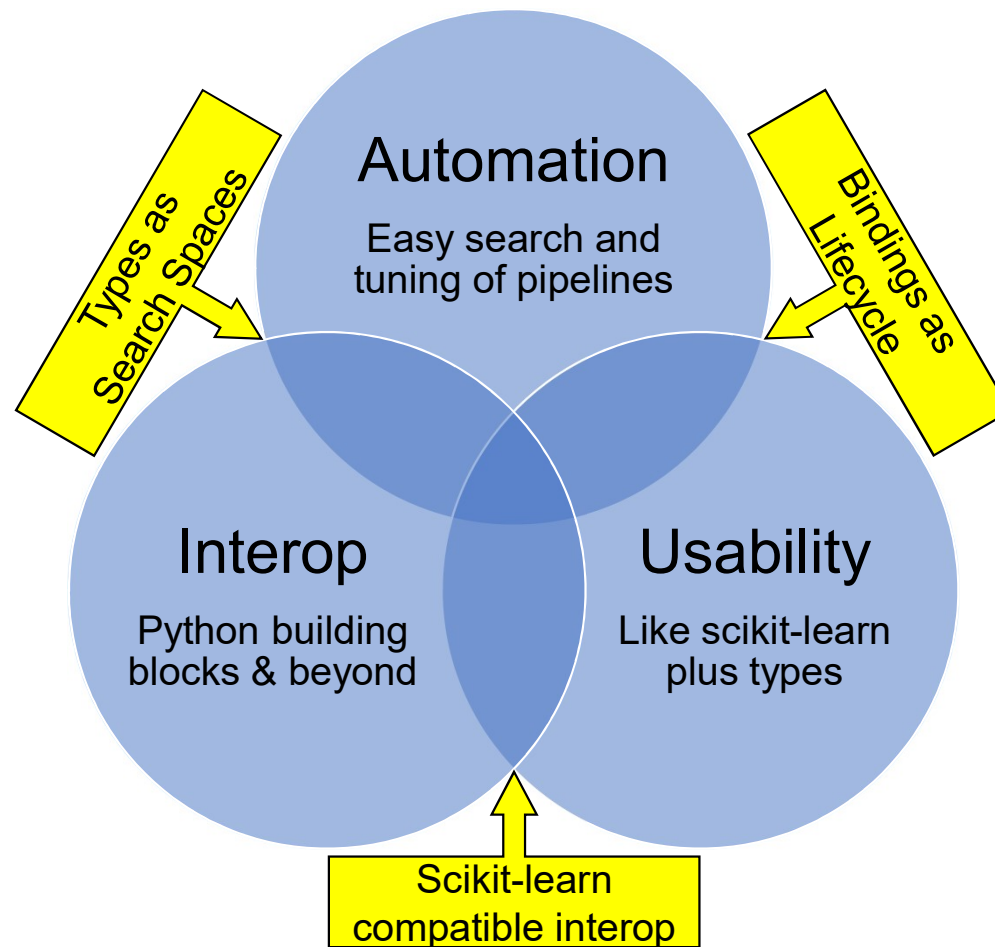 Automation
Easy search and
tuning of pipelines
Types as
Search Spaces
Bindings as
Lifecycle
Interop
Python building
blocks & beyond
Usability
Like scikit-learn
plus types
Scikit-learn
compatible interop